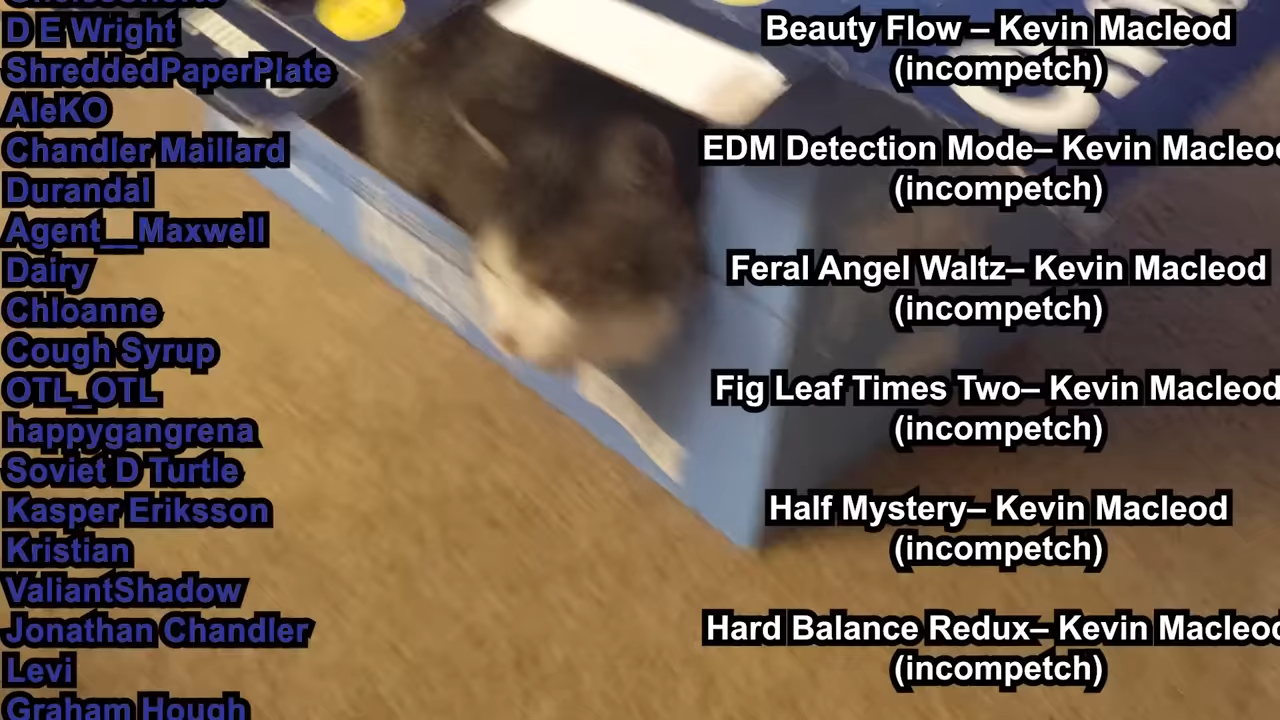 D E Wright
ShreddedPaperPlate
AleKO
Chandler Maillard
Durandal
Agent__Maxwell
Dairy
Chloanne
Cough Syrup
OTL_OTL
happygangrena
Soviet D Turtle
Kasper Eriksson
Kristian
ValiantShadow
Jonathan Chandler
Levi
Graham Hough
Beauty Flow – Kevin Macleod
(incompetch)
EDM Detection Mode– Kevin Macleod
(incompetch)
Feral Angel Waltz– Kevin Macleod
(incompetch)
Fig Leaf Times Two– Kevin Macleod
(incompetch)
Half Mystery– Kevin Macleod
(incompetch)
Hard Balance Redux– Kevin Macleod
(incompetch)